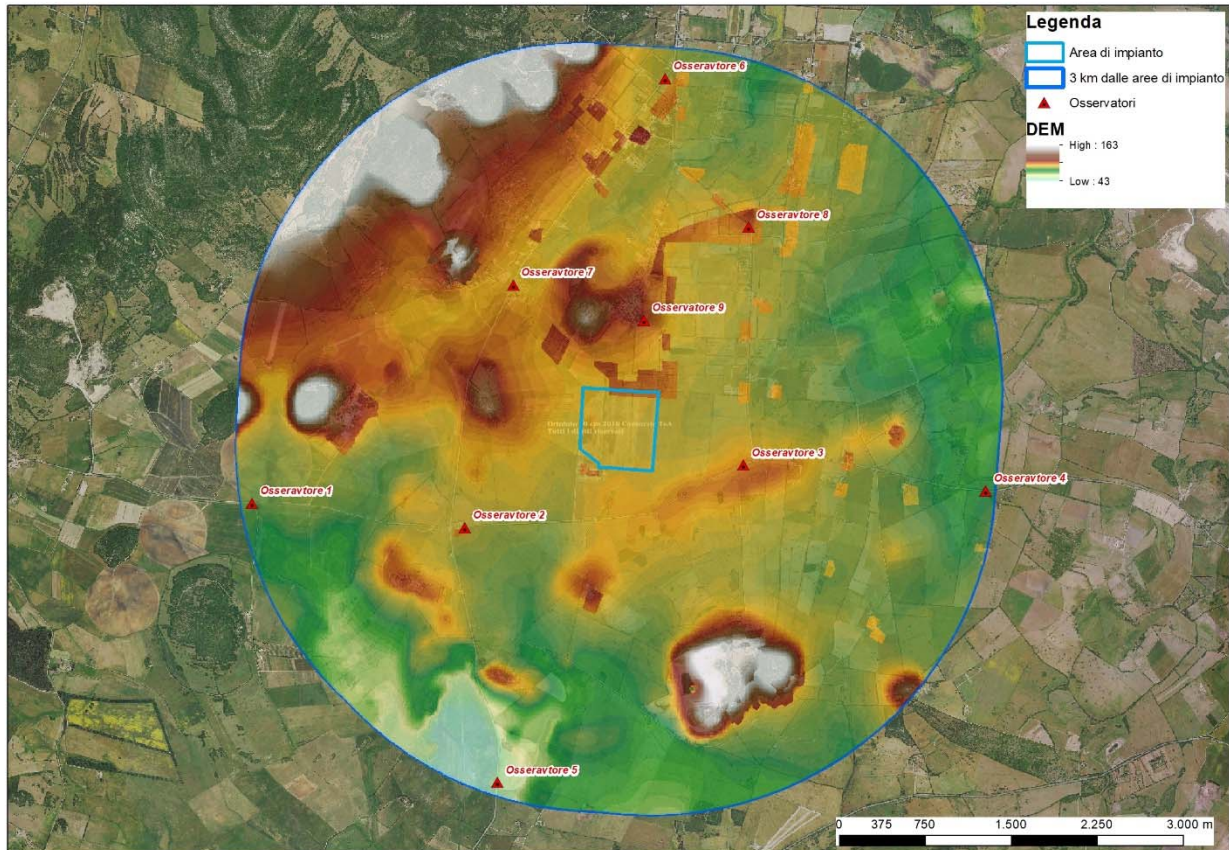 Legenda
Area di impianto
3 km dalle aree di impianto
Osservatori
DEM
High : 163
Low : 43
Osseravtore 6
Osseravtore 8
Osseravtore 7
Osservatore 9
Osseravtore 3
Osseravtore 4
Osseravtore 1
Osseravtore 2
Osseravtore 5
0 375 750 1.500 2.250 3.000 m